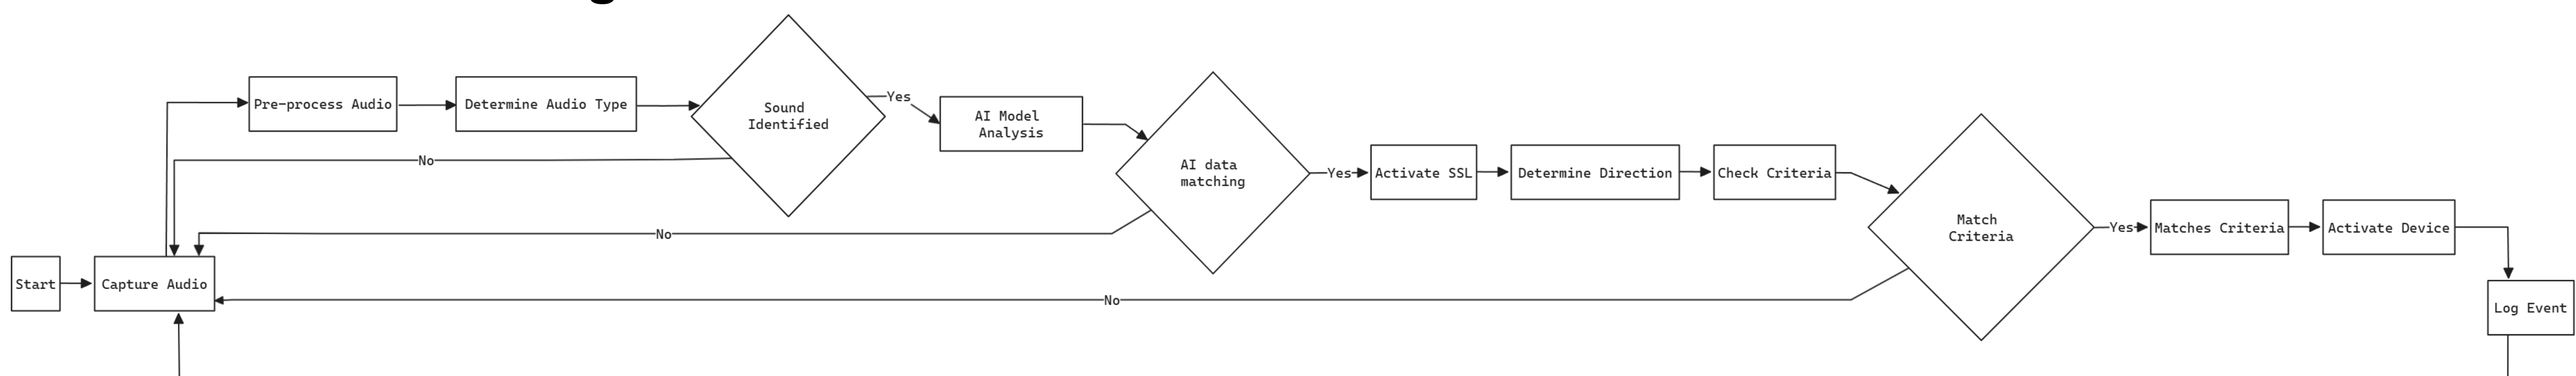 Pre-process Audio
Determine Audio Type
Sound
Identified
Yes
AI Model
Analysis
No
AI data
matching
Yes
Activate SSL
Determine Direction
Check Criteria
No
Match
Criteria
Yes
Matches Criteria
Activate Device
Start
Capture Audio
No
Log Event